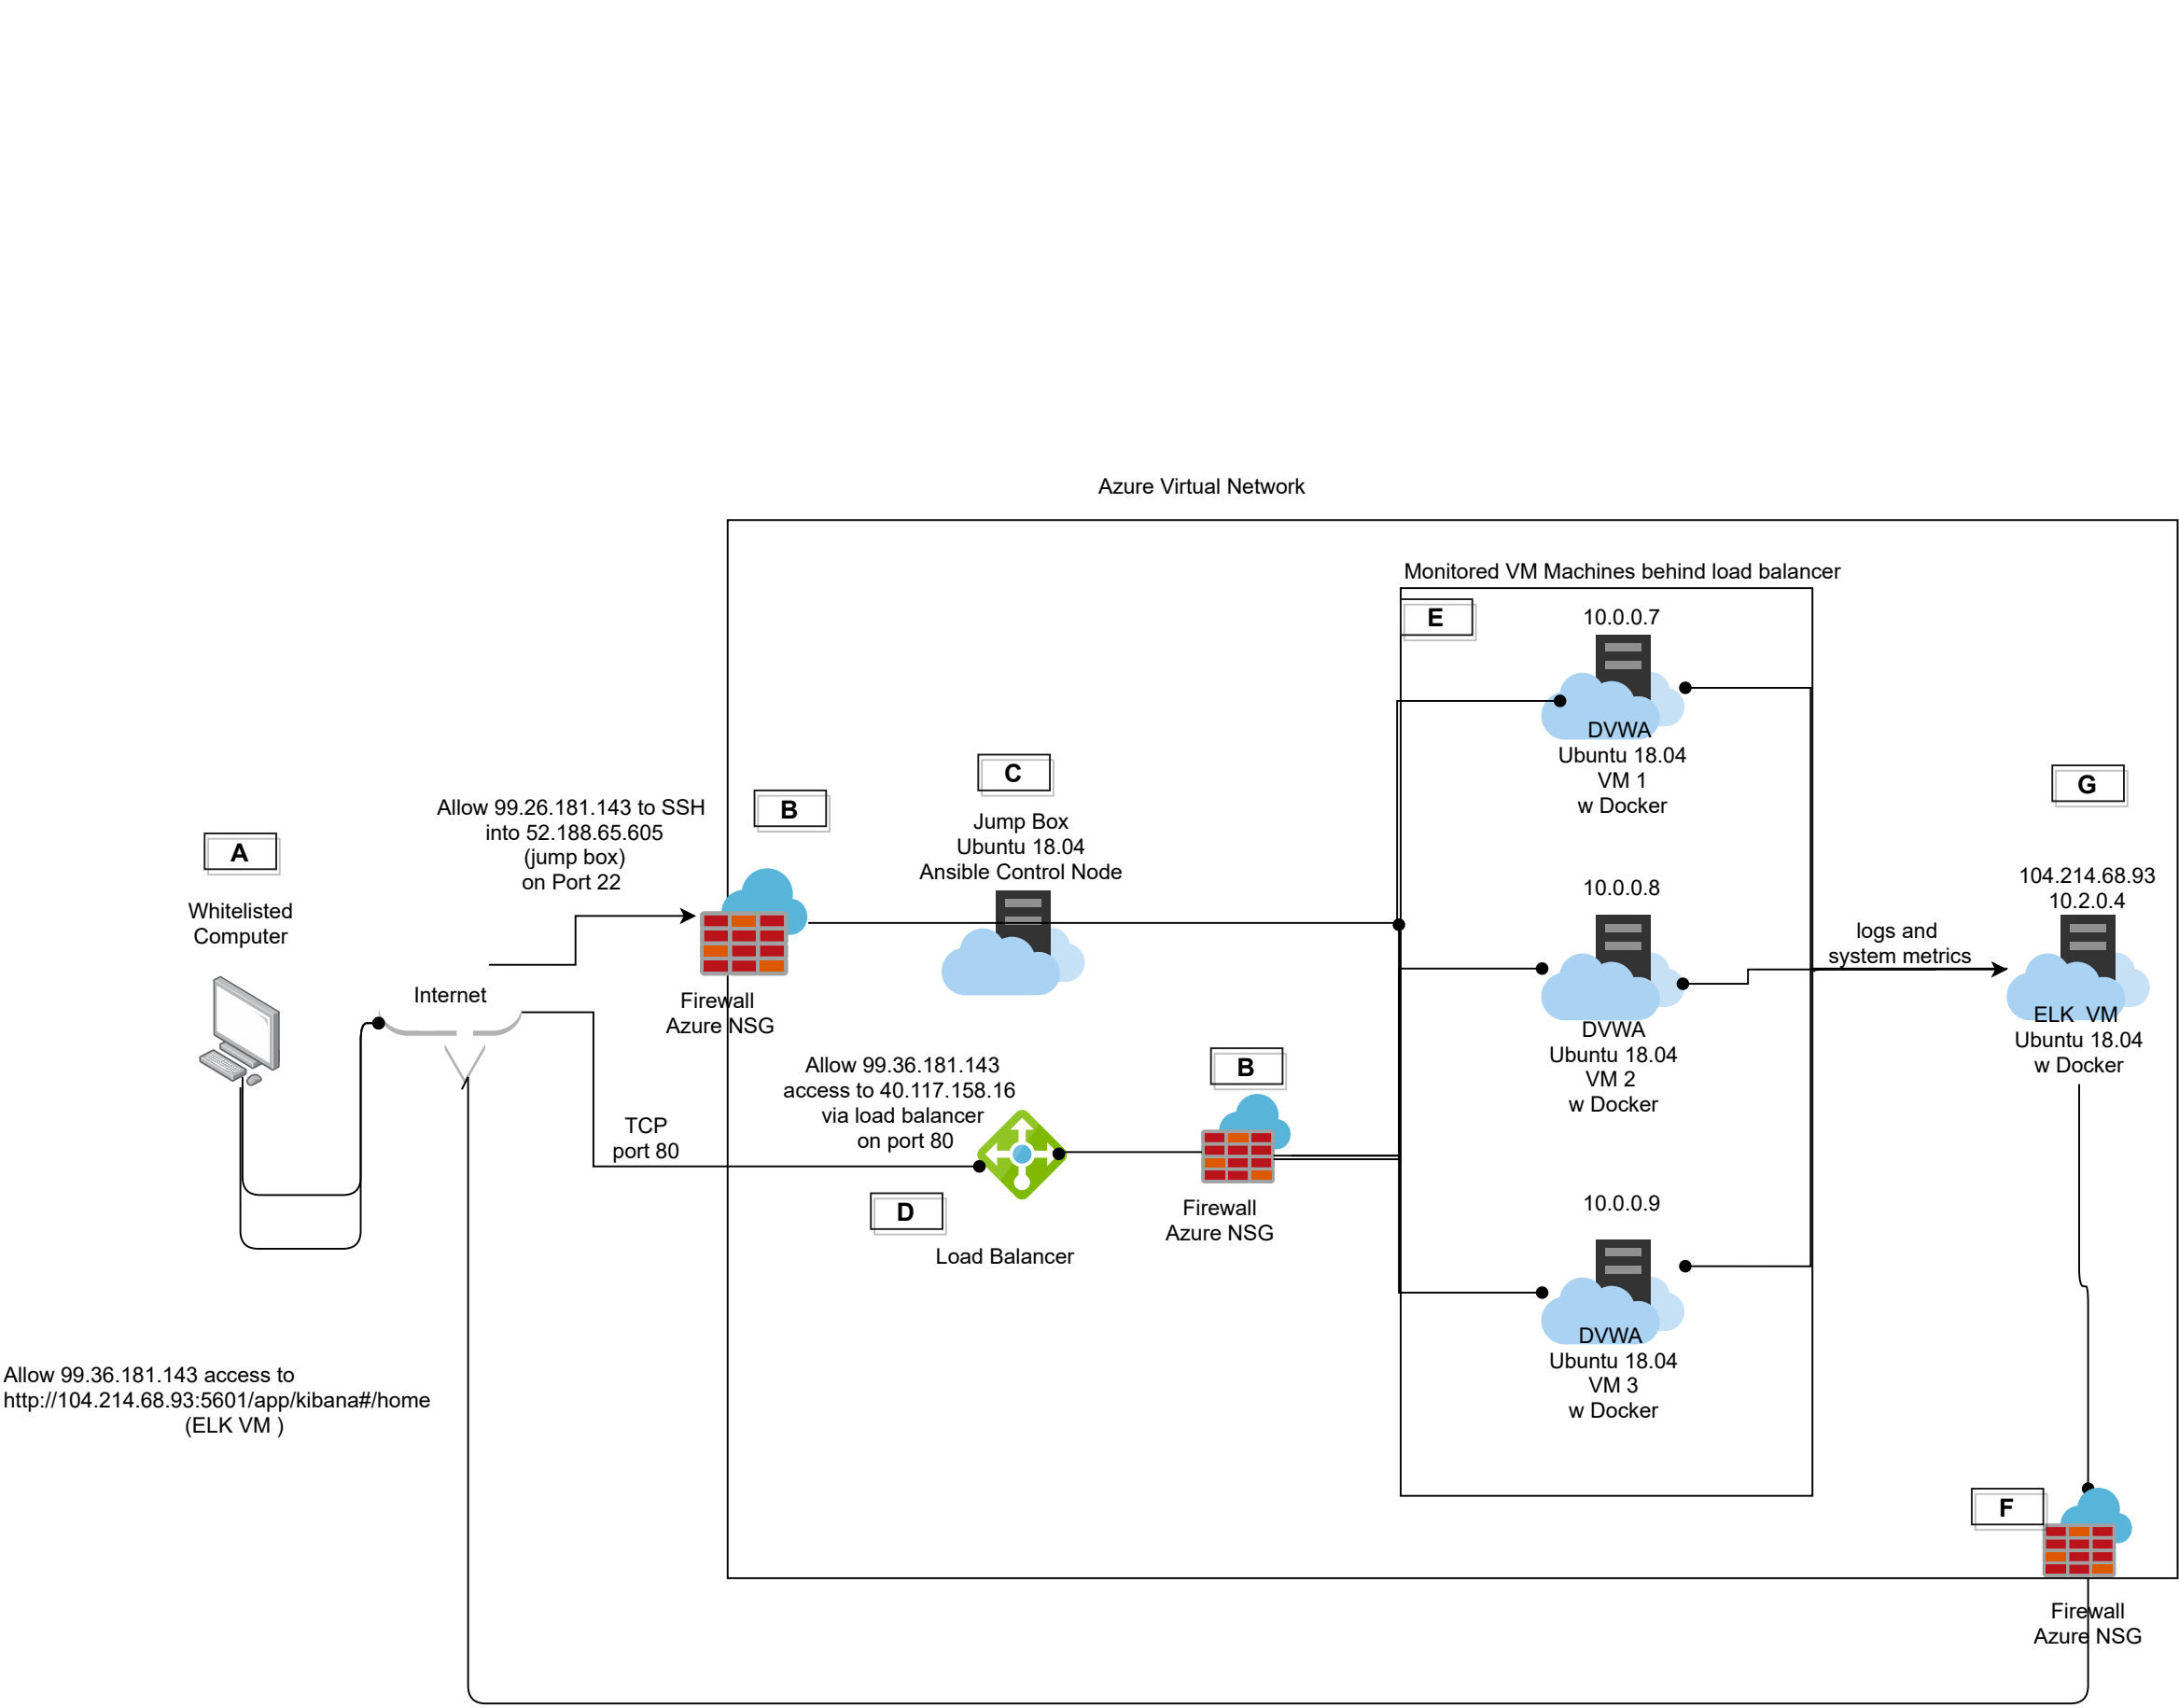 Azure Virtual Network
Monitored VM Machines behind load balancer
E
10.0.0.7
DVWA
Ubuntu 18.04
VM 1
w Docker
C
Jump Box
Ubuntu 18.04
Ansible Control Node
B
G
Allow 99.26.181.143 to SSH
into 52.188.65.605
(jump box)
on Port 22
A
Whitelisted
Computer
Internet
Firewall
Azure NSG
10.0.0.8
DVWA
Ubuntu 18.04
VM 2
w Docker
logs and
system metrics
104.214.68.93
10.2.0.4
ELK VM
Ubuntu 18.04
w Docker
Allow 99.36.181.143
access to 40.117.158.16
via load balancer
on port 80
B
TCP
port 80
D
Load Balancer
Firewall
Azure NSG
10.0.0.9
DVWA
Ubuntu 18.04
VM 3
w Docker
Allow 99.36.181.143 access to
http://104.214.68.93:5601/app/kibana#/home
(ELK VM )
F
Firewall
Azure NSG